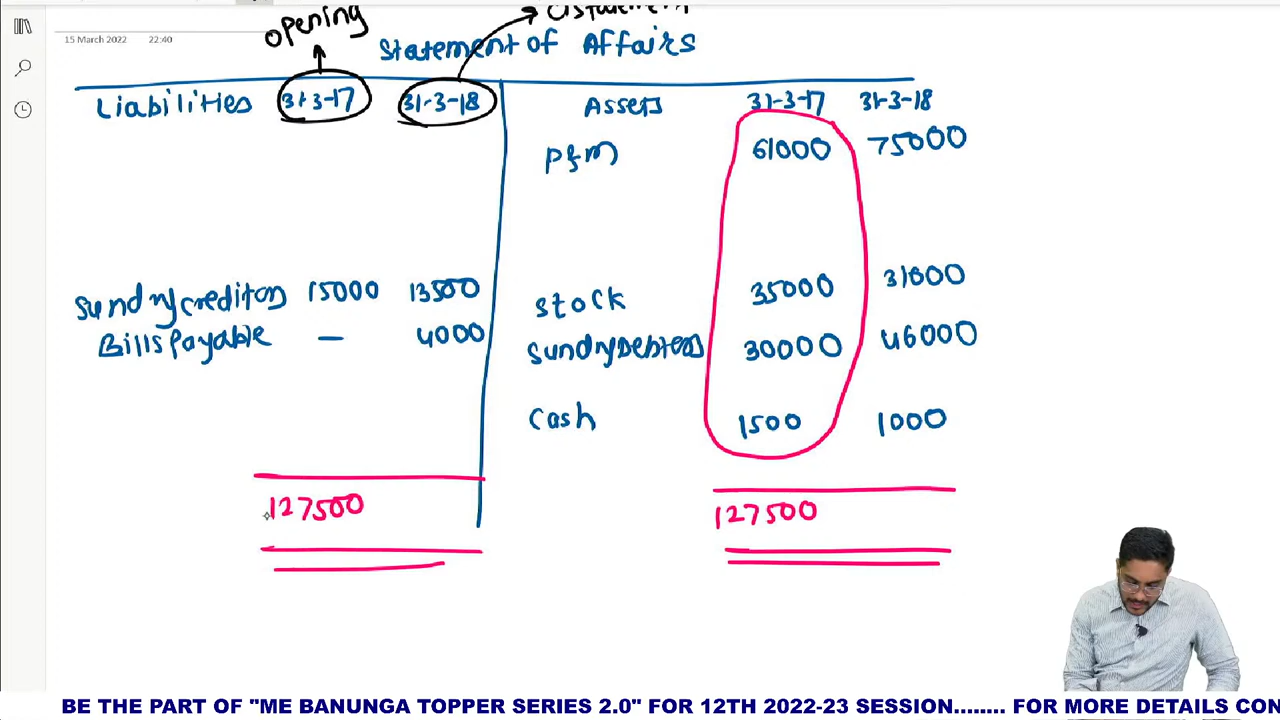 15 March 2022 22:40
opening
Statement of Affairs
Liabilities 31-3-17 31-3-18 Assets 31-3-17 31-3-18
P&M 61000 75000
Sundry Creditors 15000 13500 Stock 35000 31000
Bills Payable — 4000 Sundry Debtors 30000 46000
Cash 1500 1000
127500 127500
BE THE PART OF "ME BANUNGA TOPPER SERIES 2.0" FOR 12TH 2022-23 SESSION........ FOR MORE DETAILS CON